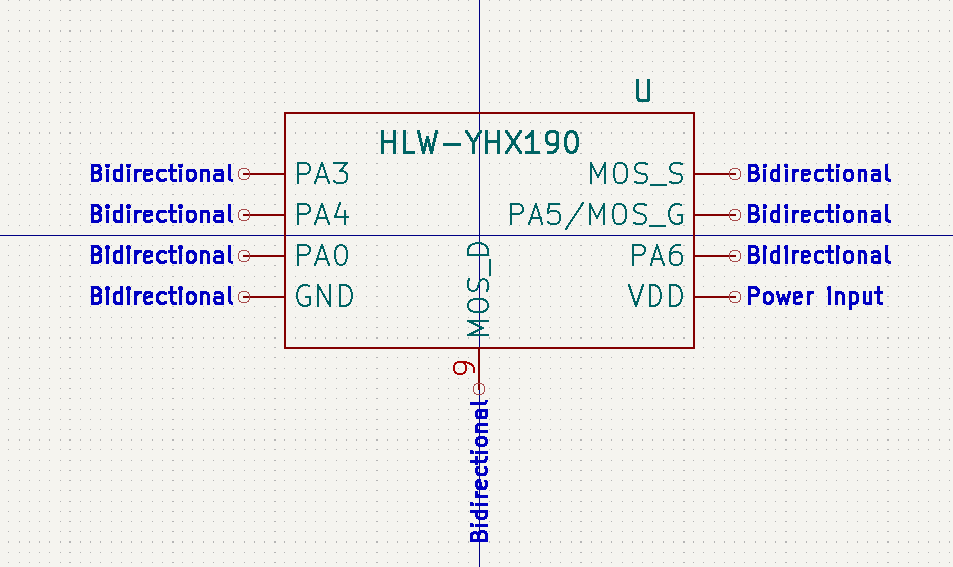 U
HLW-YHX190
Bidirectional PA3 MOS_S Bidirectional
Bidirectional PA4 PA5/MOS_G Bidirectional
Bidirectional PA0 PA6 Bidirectional
Bidirectional GND VDD Power input
MOS_D
9
Bidirectional